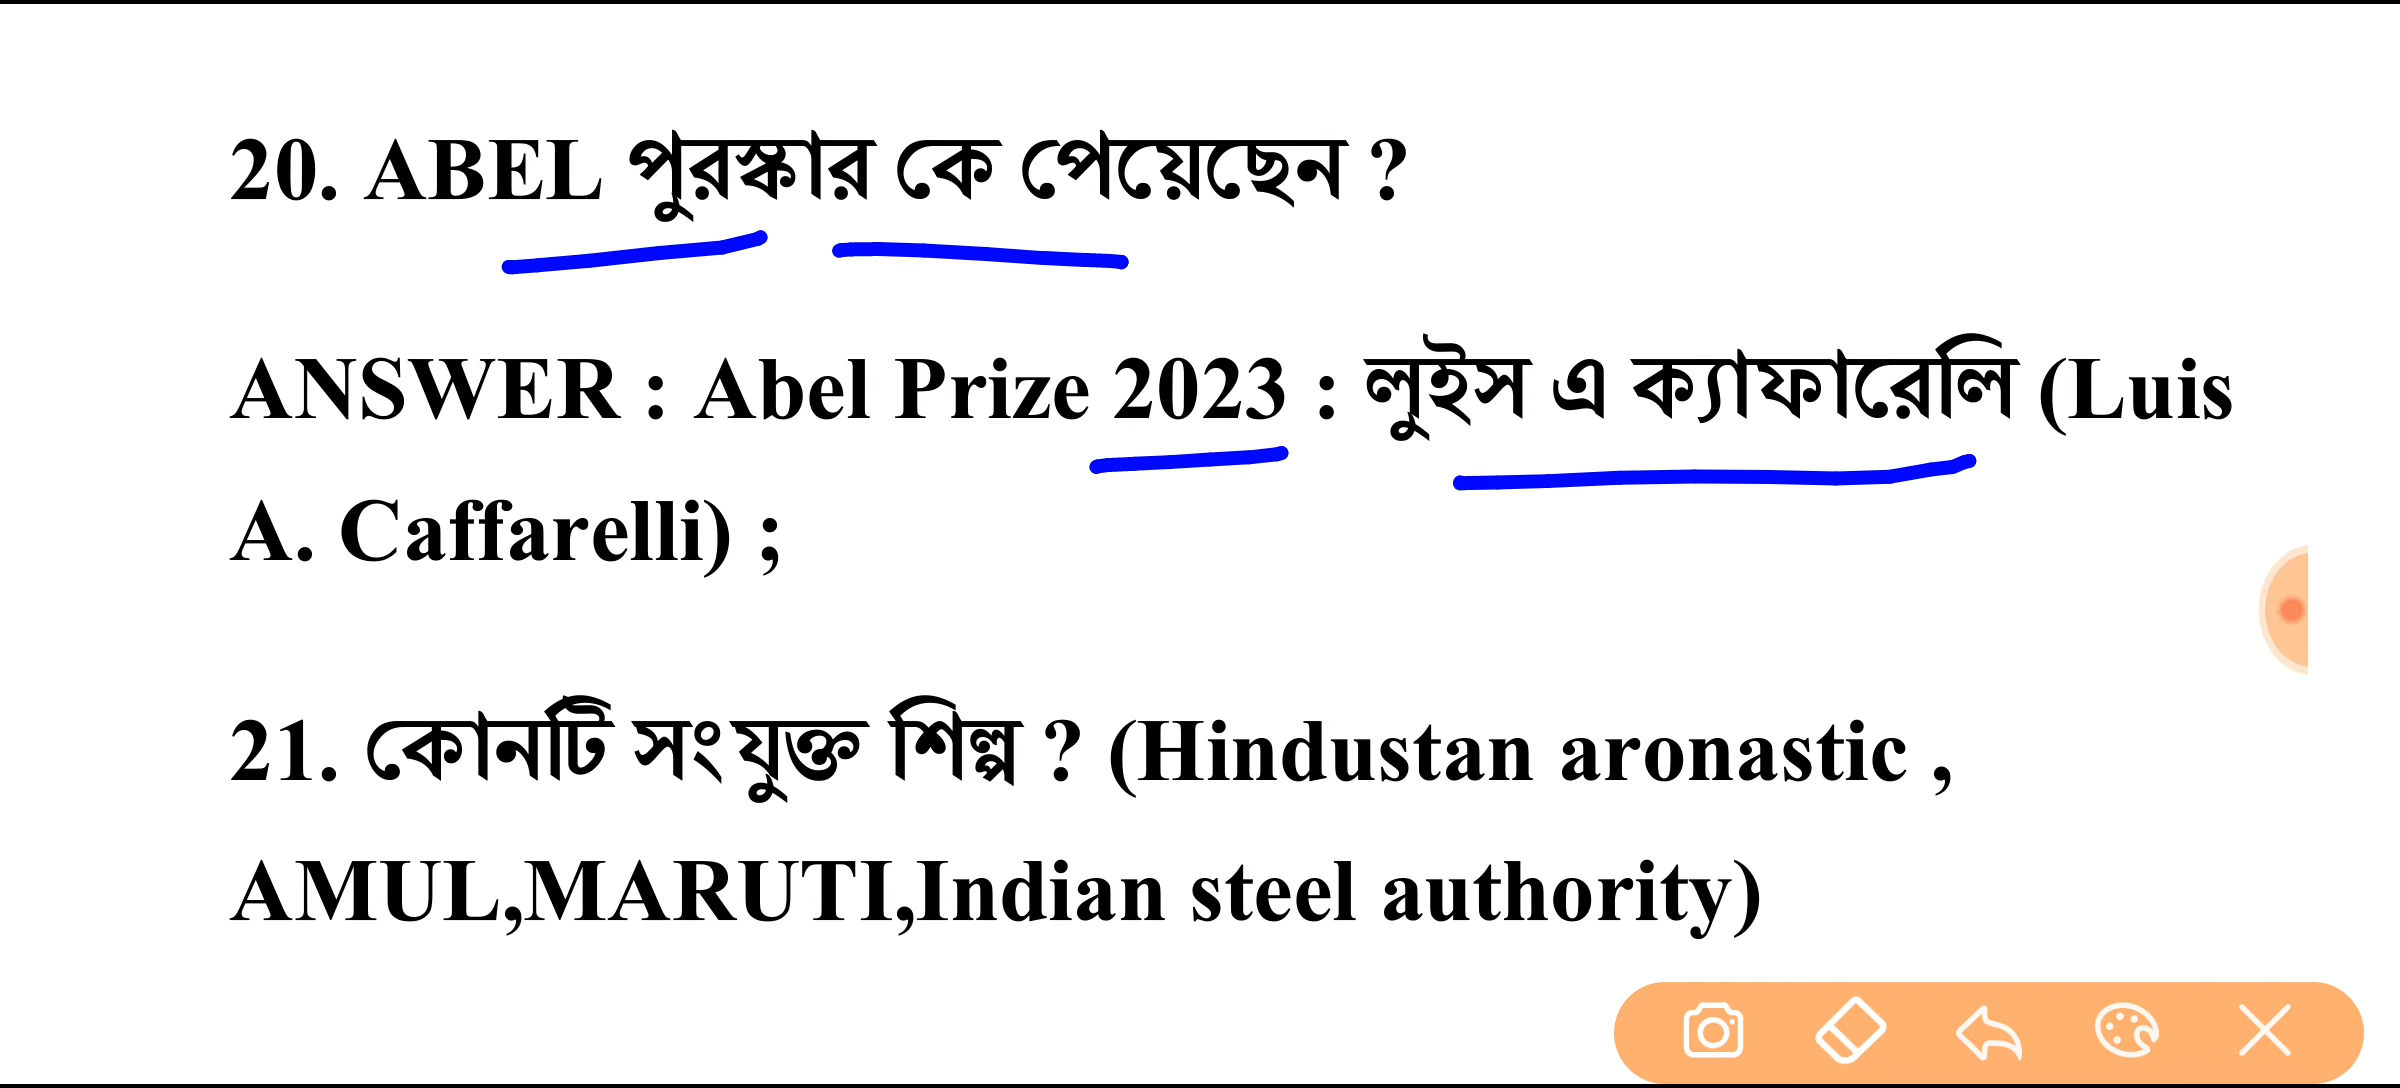 20. ABEL পুরস্কার কে পেয়েছেন ?
ANSWER : Abel Prize 2023 : লুইস এ ক্যাফারেলি (Luis
A. Caffarelli) ;
21. কোনটি সংযুক্ত শিল্প ? (Hindustan aronastic ,
AMUL,MARUTI,Indian steel authority)